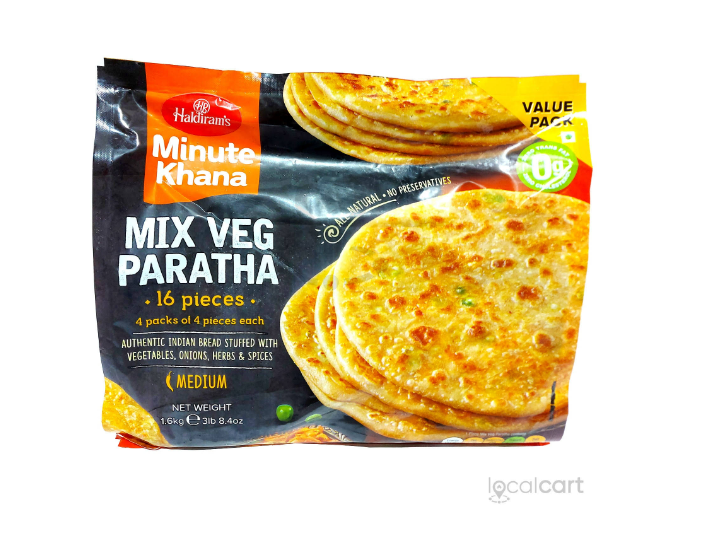 VALUE
PACK
Haldiram's
Minute
Khana
0g
ALL NATURAL • NO PRESERVATIVES
MIX VEG
PARATHA
• 16 pieces •
4 packs of 4 pieces each
AUTHENTIC INDIAN BREAD STUFFED WITH
VEGETABLES, ONIONS, HERBS & SPICES
MEDIUM
NET WEIGHT
1.6kg ℮ 3lb 8.4oz
localcart